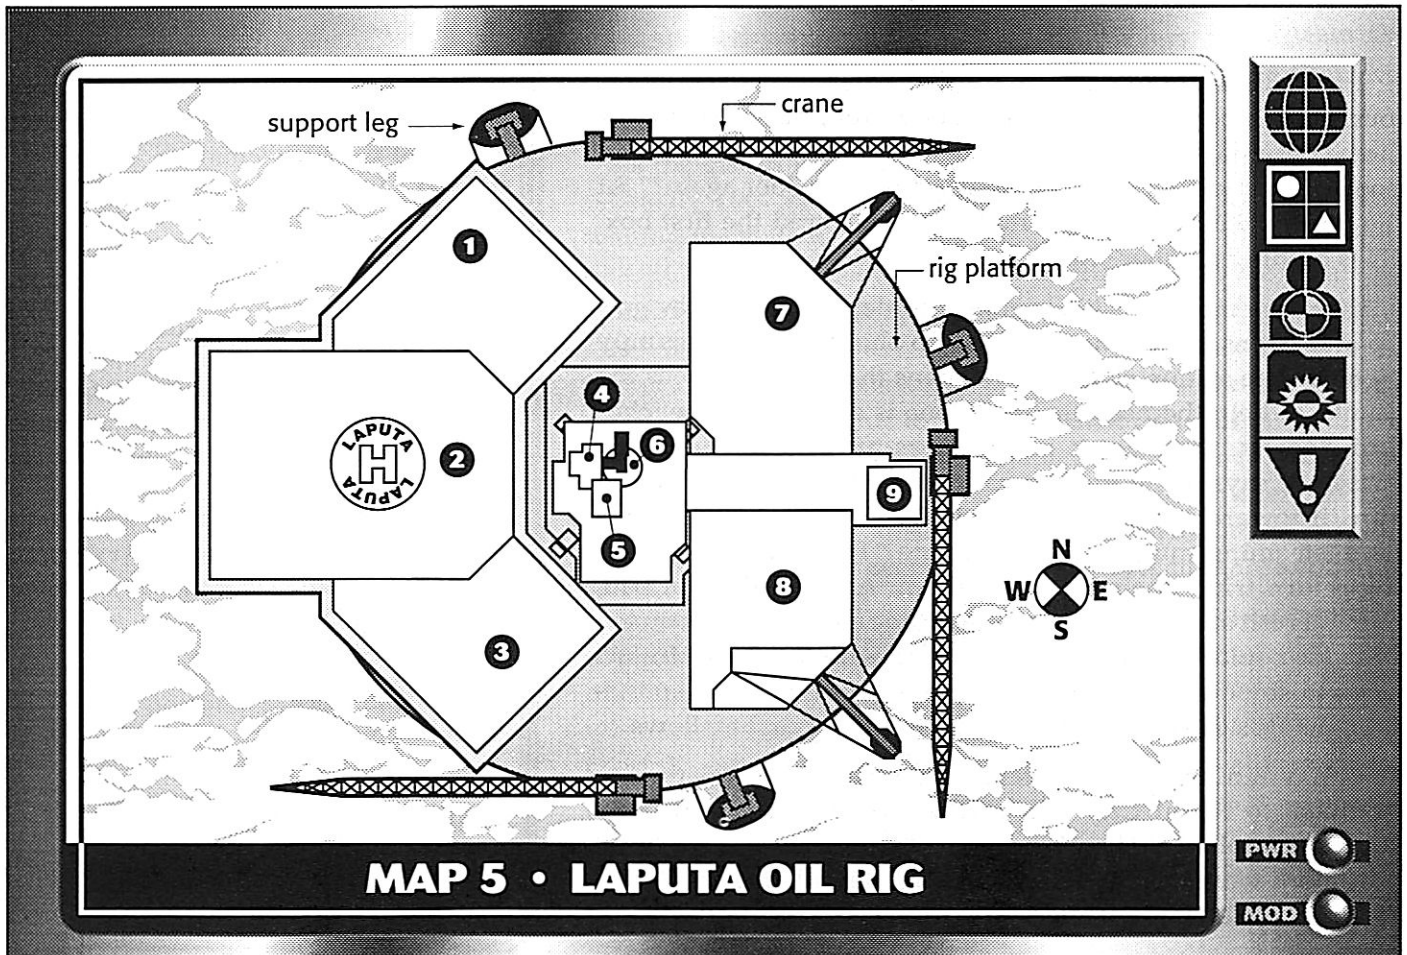 support leg
crane
1
rig platform
7
4
6
LAPUTA
H
LAPUTA
2
9
5
8
3
N
W E
S
PWR
MAP 5 • LAPUTA OIL RIG
MOD